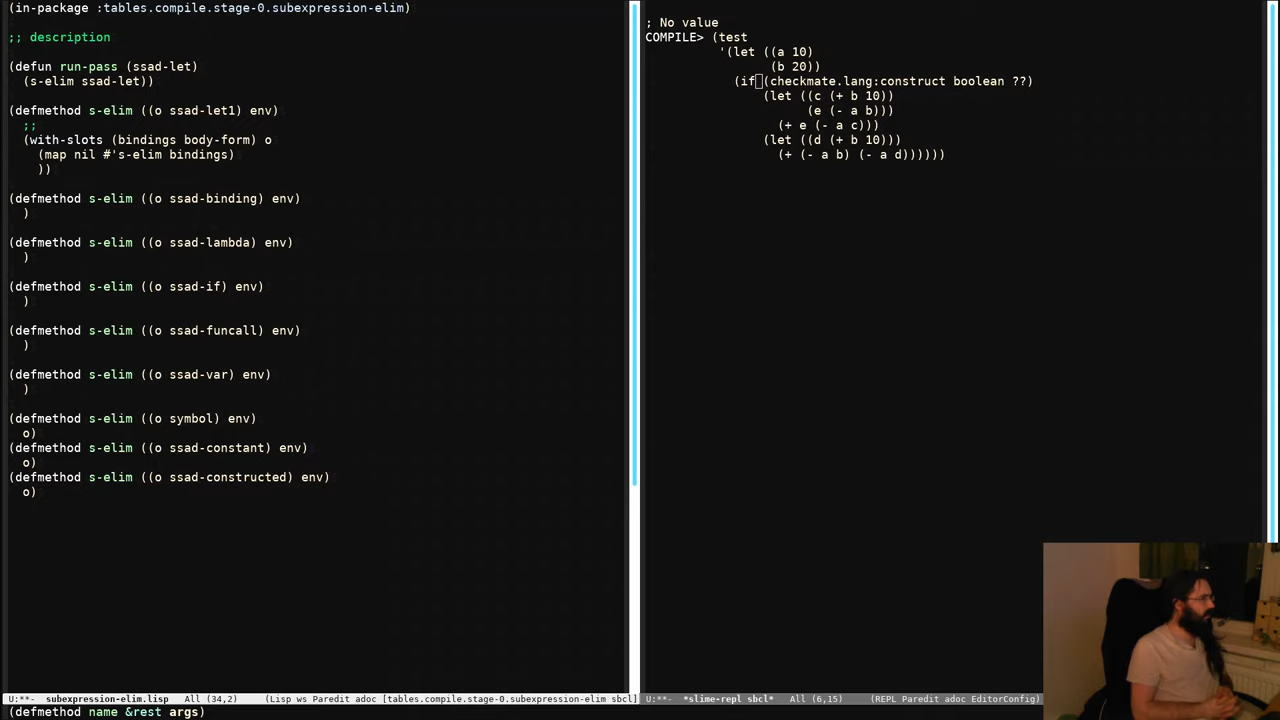 (in-package :tables.compile.stage-0.subexpression-elim)
;; description
(defun run-pass (ssad-let)
  (s-elim ssad-let))
(defmethod s-elim ((o ssad-let1) env)
  ;;
  (with-slots (bindings body-form) o
    (map nil #'s-elim bindings)
    ))
(defmethod s-elim ((o ssad-binding) env)
  )
(defmethod s-elim ((o ssad-lambda) env)
  )
(defmethod s-elim ((o ssad-if) env)
  )
(defmethod s-elim ((o ssad-funcall) env)
  )
(defmethod s-elim ((o ssad-var) env)
  )
(defmethod s-elim ((o symbol) env)
  o)
(defmethod s-elim ((o ssad-constant) env)
  o)
(defmethod s-elim ((o ssad-constructed) env)
  o)
U:**-  subexpression-elim.lisp   All (34,2)      (Lisp ws Paredit adoc [tables.compile.stage-0.subexpression-elim sbcl]
(defmethod name &rest args)
; No value
COMPILE> (test
          '(let ((a 10)
                 (b 20))
            (if (checkmate.lang:construct boolean ??)
                (let ((c (+ b 10))
                      (e (- a b)))
                  (+ e (- a c)))
                (let ((d (+ b 10)))
                  (+ (- a b) (- a d))))))
U:**-  *slime-repl sbcl*   All (6,15)      (REPL Paredit adoc EditorConfig)